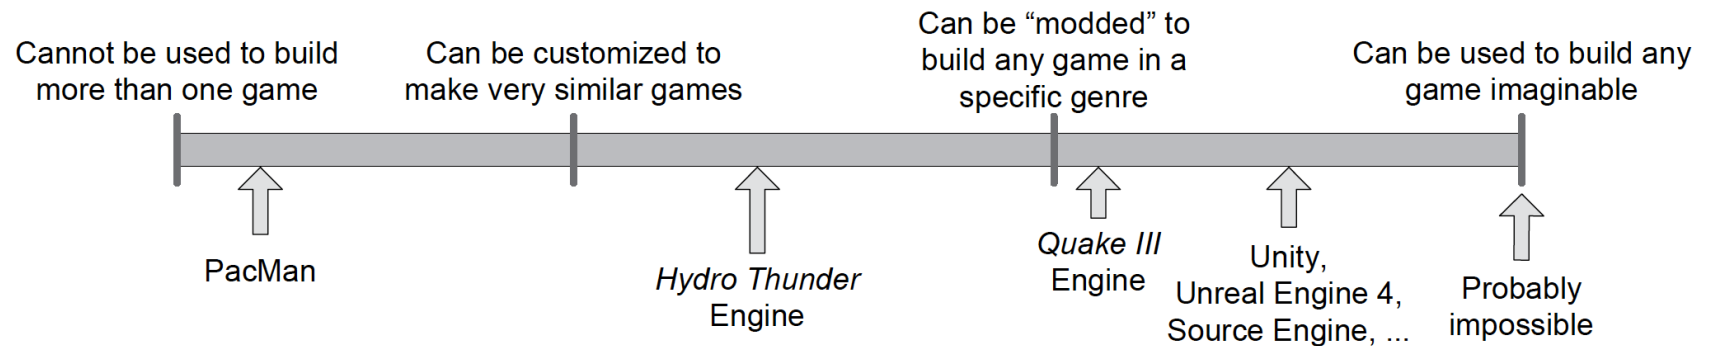 Cannot be used to build
more than one game
Can be customized to
make very similar games
Can be “modded” to
build any game in a
specific genre
Can be used to build any
game imaginable
PacMan
Hydro Thunder
Engine
Quake III
Engine
Unity,
Unreal Engine 4,
Source Engine, ...
Probably
impossible